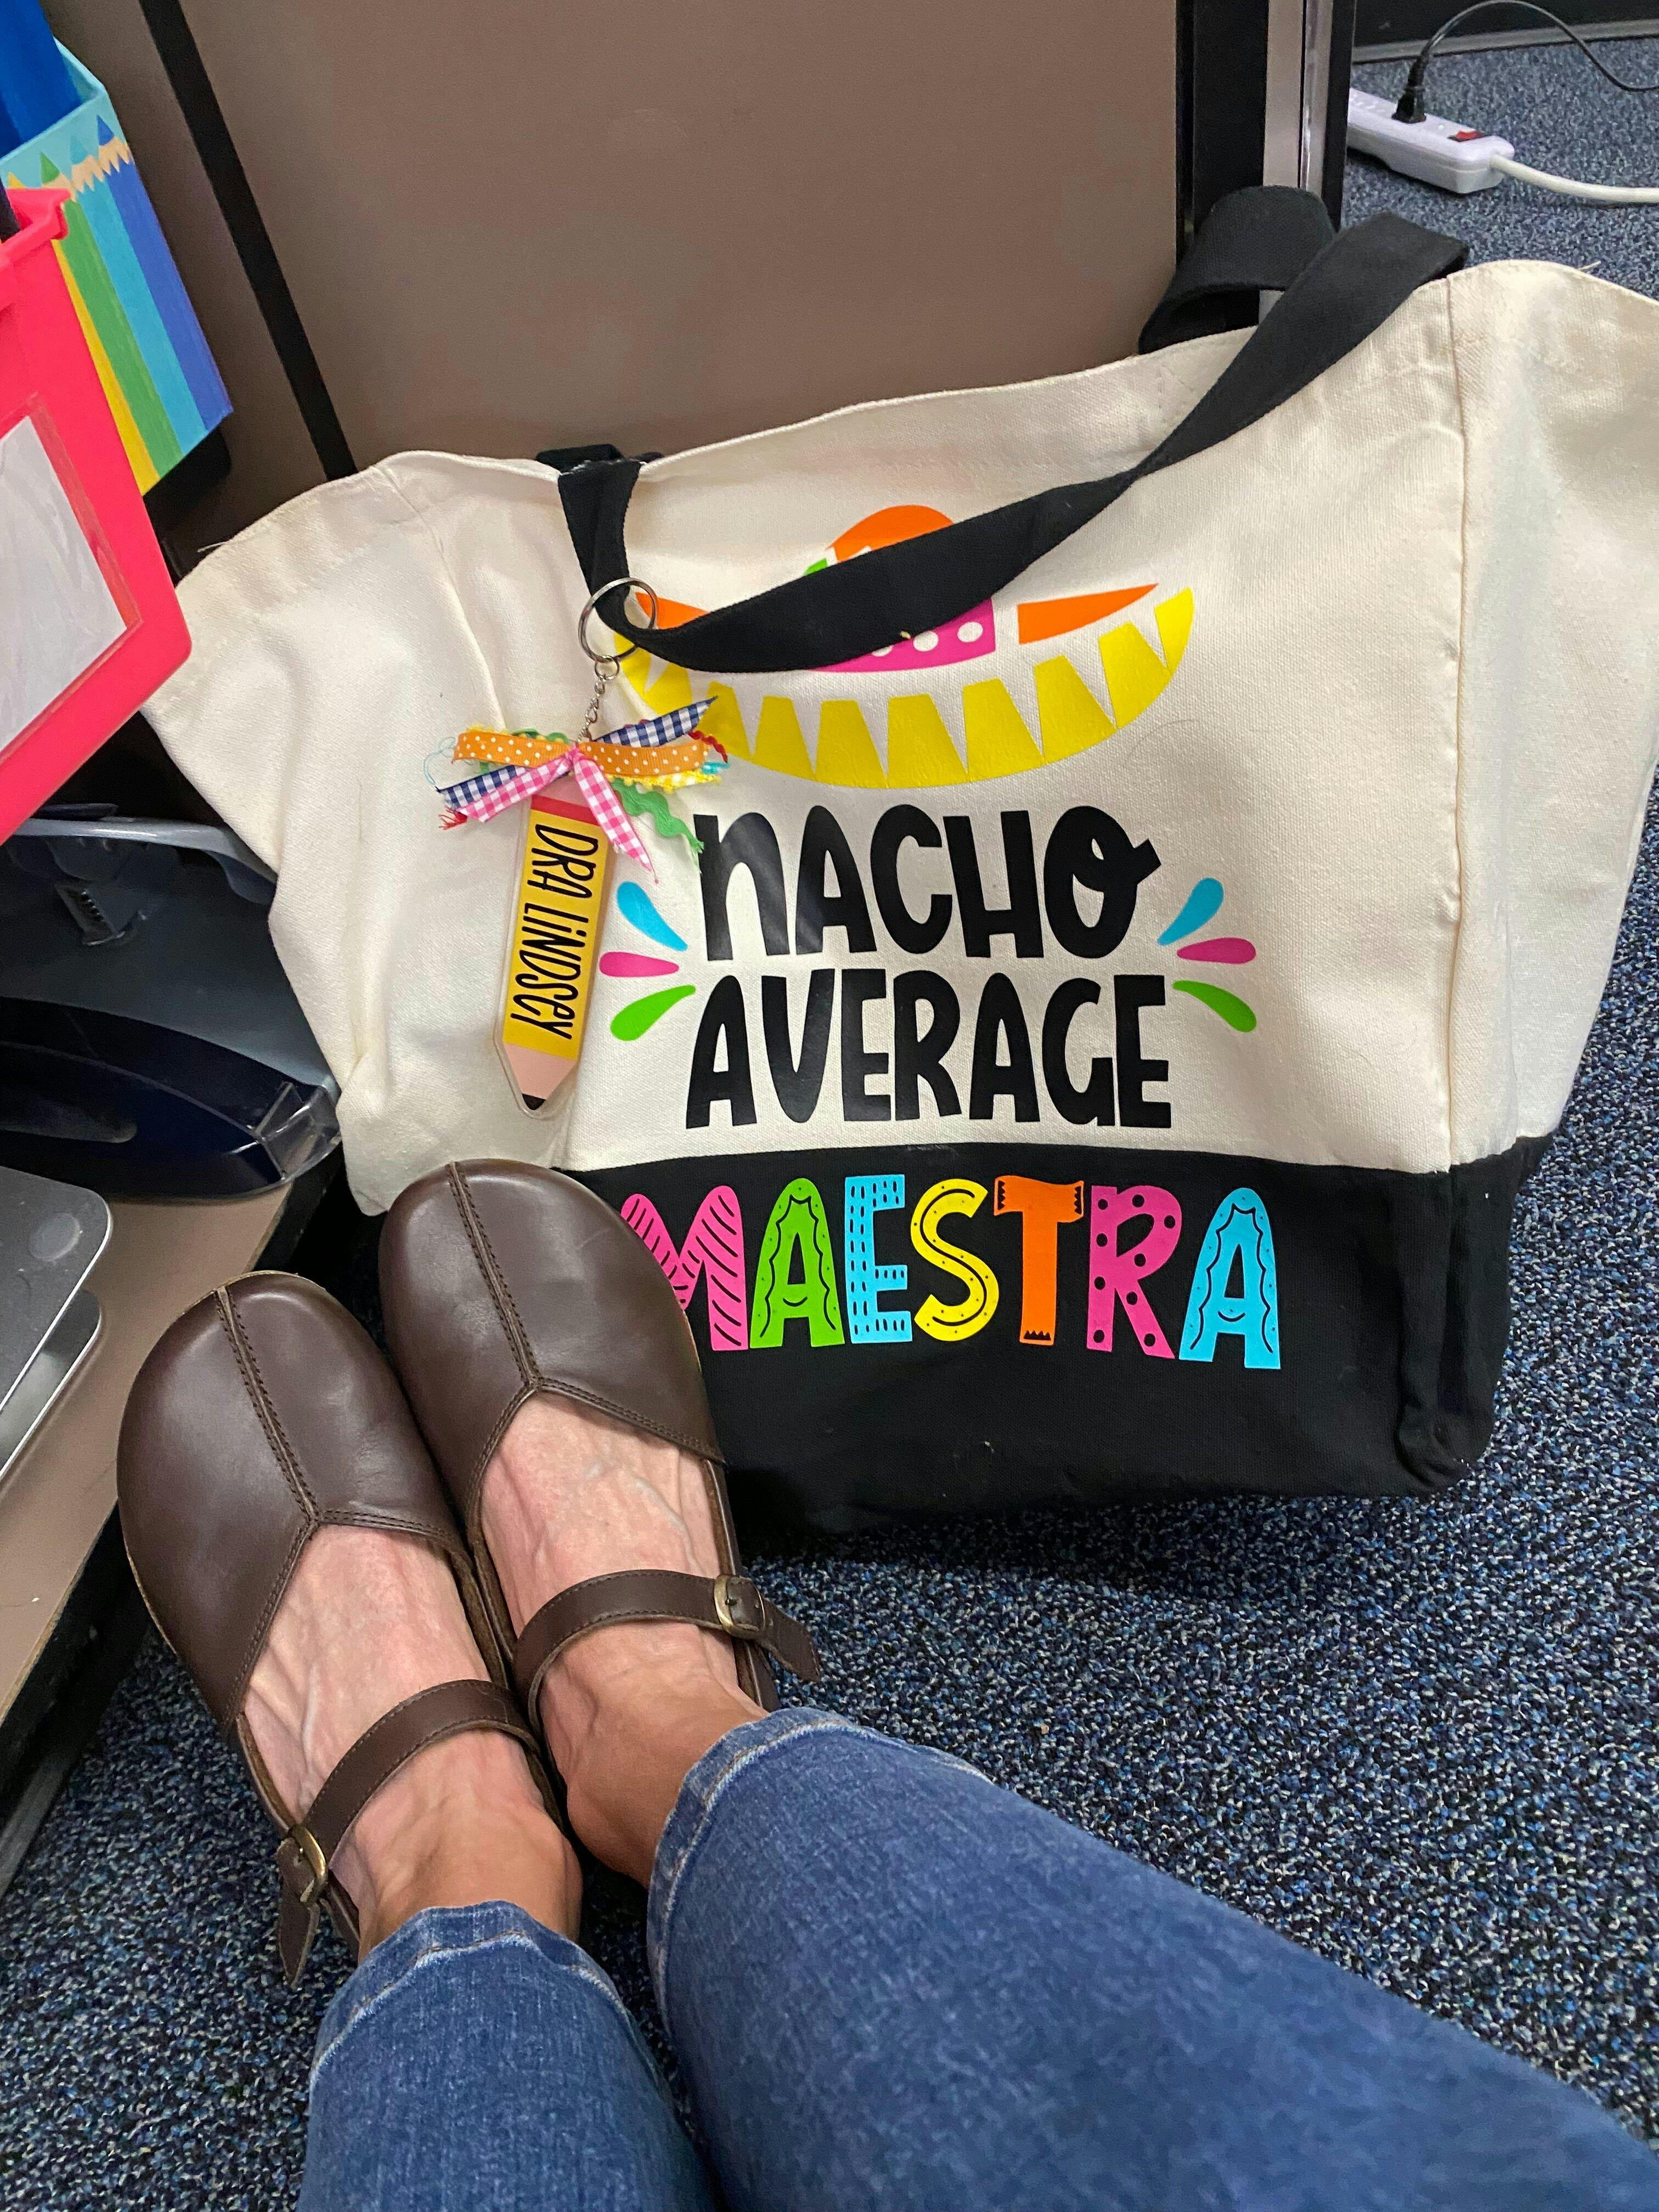 NACHO
AVERAGE
MAESTRA
DRA LINDSEY